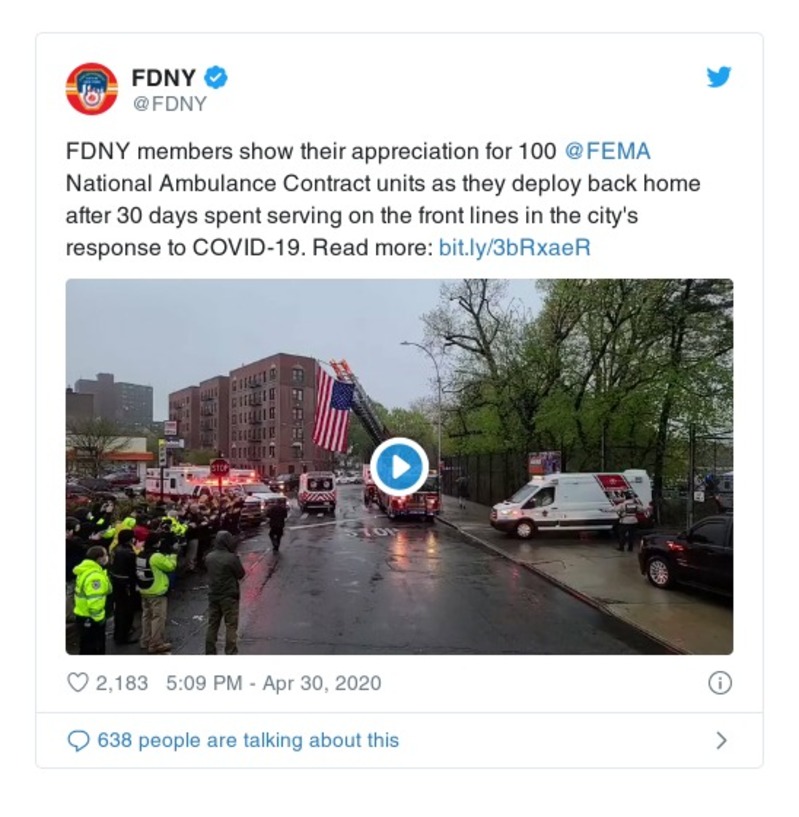 FDNY
@FDNY
FDNY members show their appreciation for 100 @FEMA
National Ambulance Contract units as they deploy back home
after 30 days spent serving on the front lines in the city's
response to COVID-19. Read more: bit.ly/3bRxaeR
STOP
STOP
2,183 5:09 PM - Apr 30, 2020
638 people are talking about this